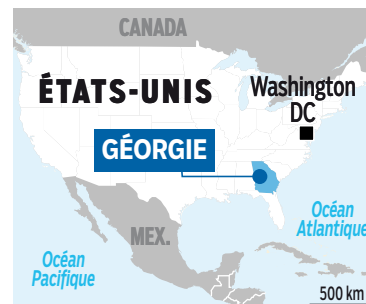 CANADA
ÉTATS-UNIS
Washington
DC
GÉORGIE
Océan
Atlantique
MEX.
Océan
Pacifique
500 km